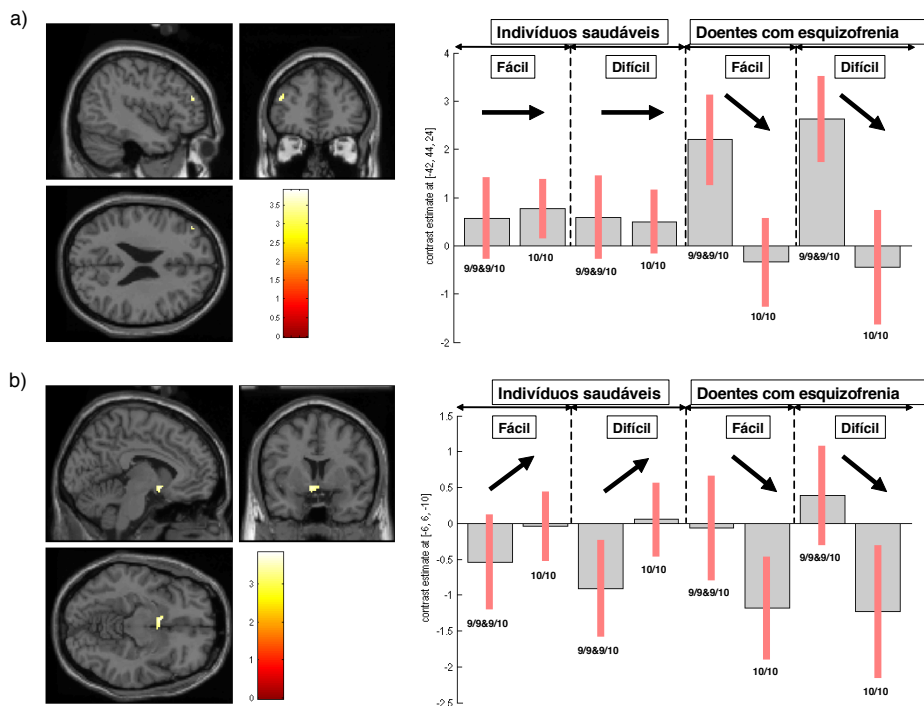 a)
3.5
3
2.5
2
1.5
1
0.5
0
Indivíduos saudáveis
Doentes com esquizofrenia
Fácil
Difícil
Fácil
Difícil
contrast estimate at [-42, 44, 24]
4
3
2
1
0
-1
-2
9/9&9/10
10/10
9/9&9/10
10/10
9/9&9/10
10/10
9/9&9/10
10/10
b)
3
2
1
0
Indivíduos saudáveis
Doentes com esquizofrenia
Fácil
Difícil
Fácil
Difícil
contrast estimate at [-6, 6, -10]
1.5
1
0.5
0
-0.5
-1
-1.5
-2
-2.5
9/9&9/10
10/10
9/9&9/10
10/10
9/9&9/10
10/10
9/9&9/10
10/10